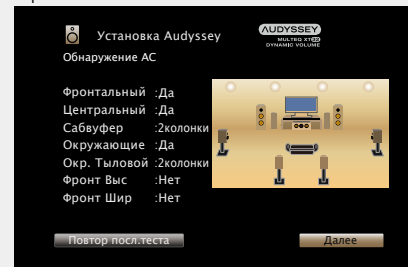 Установка Audyssey
AUDYSSEY
MULTEQ XT32
DYNAMIC VOLUME
Обнаружение АС
Фронтальный :Да
Центральный :Да
Сабвуфер :2колонки
Окружающие :Да
Окр. Тыловой :2колонки
Фронт Выс :Нет
Фронт Шир :Нет
Повтор посл.теста
Далее